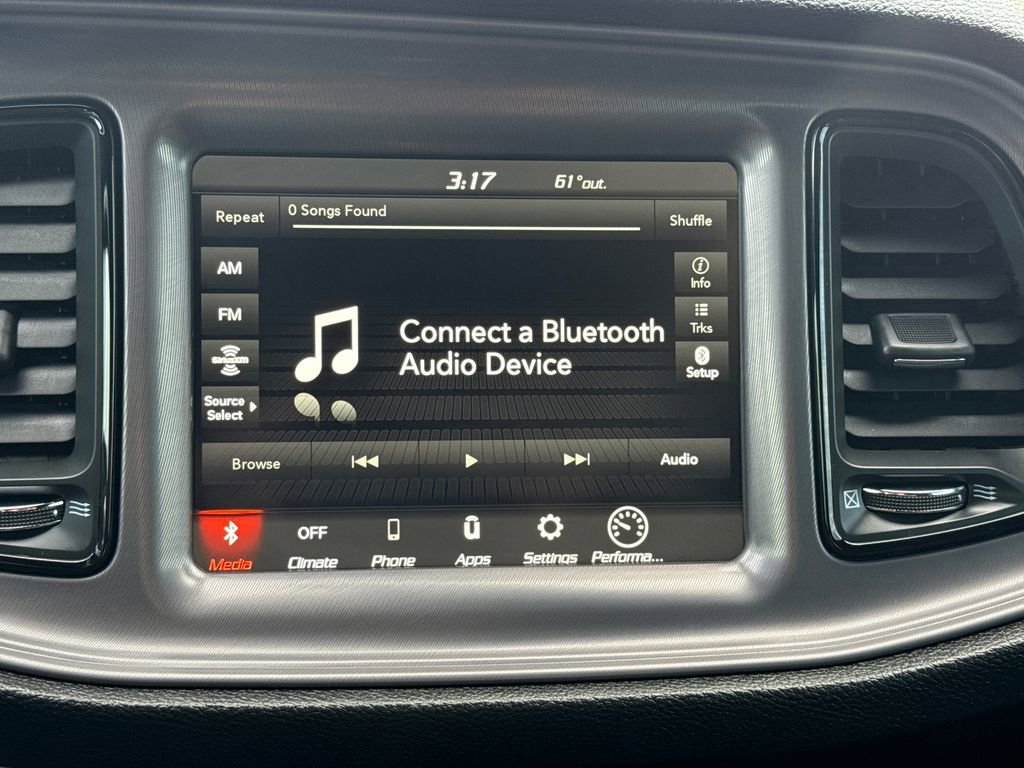 3:17 61°out.
Repeat 0 Songs Found Shuffle
AM
FM
SiriusXM
Source
Select
Connect a Bluetooth
Audio Device
Info
Trks
Setup
Browse Audio
Media OFF
Climate Phone Apps Settings Performa...